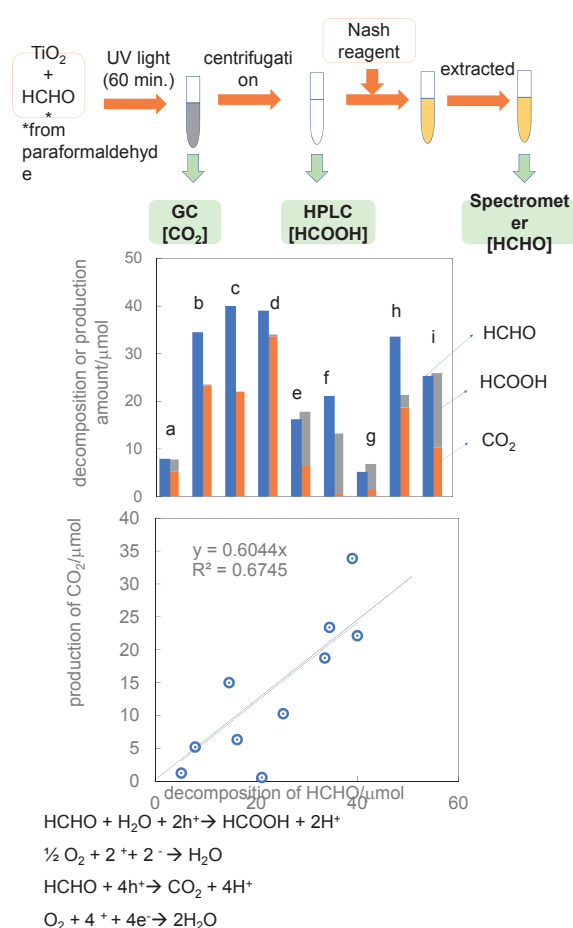 TiO₂
+
HCHO
*
*from
paraformaldehyd
e
UV light
(60 min.)
centrifugati
on
Nash
reagent
extracted
GC
[CO₂]
HPLC
[HCOOH]
Spectromet
er
[HCHO]
decomposition or production
amount/μmol
50
40
30
20
10
0
a
b
c
d
e
f
g
h
i
HCHO
HCOOH
CO₂
production of CO₂/μmol
40
35
30
25
20
15
10
5
0
y = 0.6044x
R² = 0.6745
0 20 40 60
decomposition of HCHO/μmol
HCHO + H₂O + 2h⁺→ HCOOH + 2H⁺
½ O₂ + 2 ⁺+ 2 ⁻→ H₂O
HCHO + 4h⁺→ CO₂ + 4H⁺
O₂ + 4 ⁺ + 4e⁻→ 2H₂O